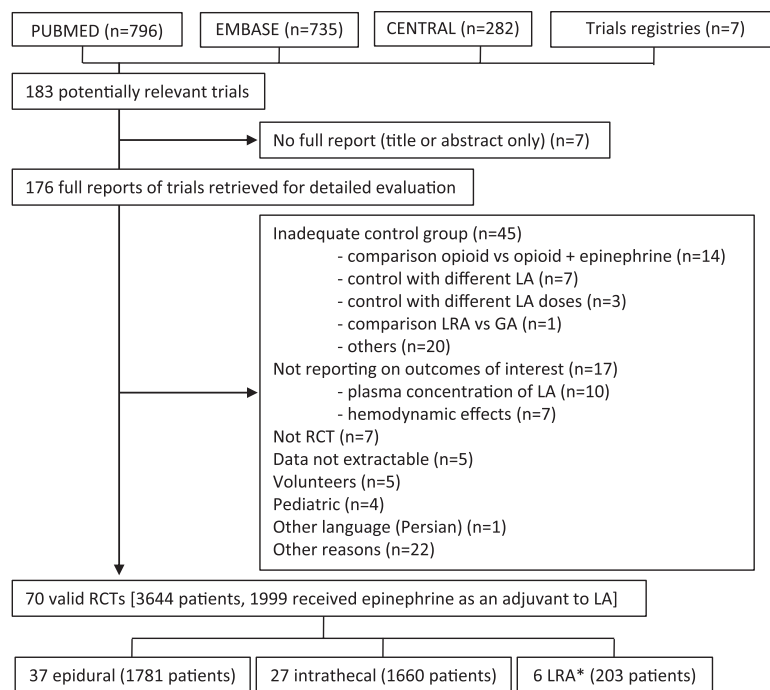 PUBMED (n=796)
EMBASE (n=735)
CENTRAL (n=282)
Trials registries (n=7)
183 potentially relevant trials
No full report (title or abstract only) (n=7)
176 full reports of trials retrieved for detailed evaluation
Inadequate control group (n=45)
- comparison opioid vs opioid + epinephrine (n=14)
- control with different LA (n=7)
- control with different LA doses (n=3)
- comparison LRA vs GA (n=1)
- others (n=20)
Not reporting on outcomes of interest (n=17)
- plasma concentration of LA (n=10)
- hemodynamic effects (n=7)
Not RCT (n=7)
Data not extractable (n=5)
Volunteers (n=5)
Pediatric (n=4)
Other language (Persian) (n=1)
Other reasons (n=22)
70 valid RCTs [3644 patients, 1999 received epinephrine as an adjuvant to LA]
37 epidural (1781 patients)
27 intrathecal (1660 patients)
6 LRA* (203 patients)